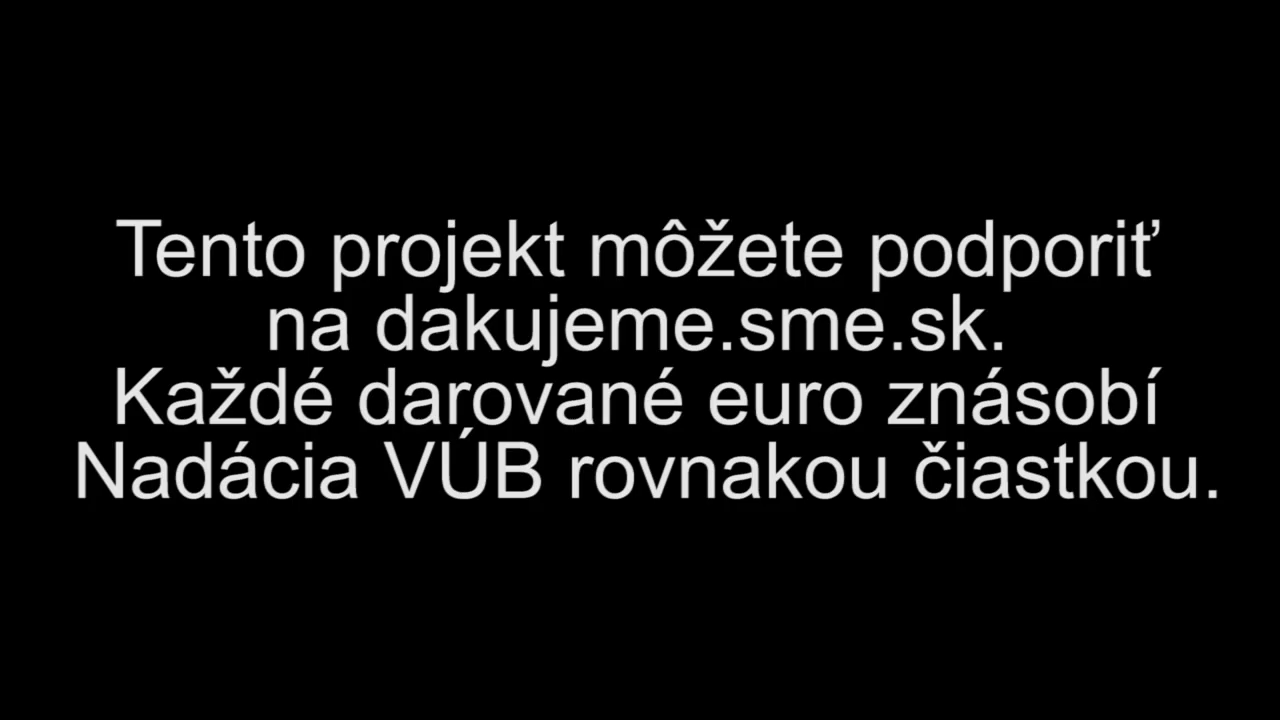 Tento projekt môžete podporiť
na dakujeme.sme.sk.
Každé darované euro znásobí
Nadácia VÚB rovnakou čiastkou.